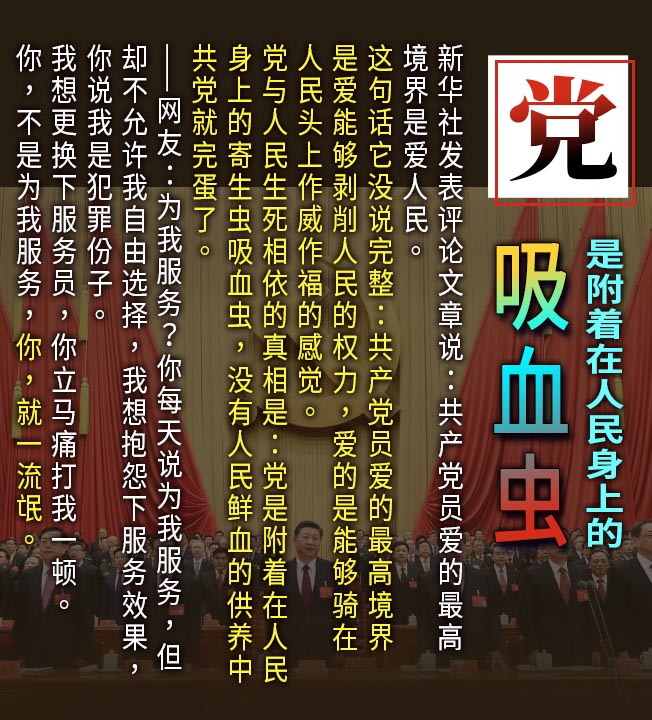 党
是附着在人民身上的
吸血虫
新华社发表评论文章说：共产党员爱的最高
境界是爱人民。
这句话它没说完整：共产党员爱的最高境界
是爱能够剥削人民的权力，爱的是能够骑在
人民头上作威作福的感觉。
党与人民生死相依的真相是：党是附着在人民
身上的寄生虫吸血虫，没有人民鲜血的供养中
共党就完蛋了。
——网友：为我服务？你每天说为我服务，但
却不允许我自由选择，我想抱怨下服务效果，
你说我是犯罪份子。
我想更换下服务员，你立马痛打我一顿。
你，不是为我服务，你，就一流氓。